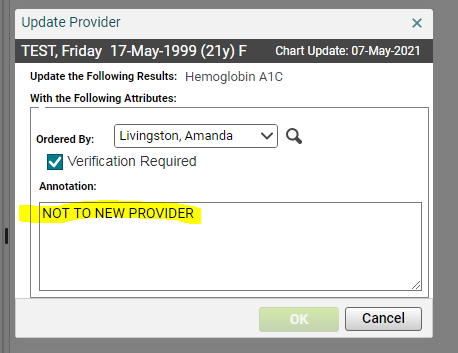 Update Provider
TEST, Friday 17-May-1999 (21y) F Chart Update: 07-May-2021
Update the Following Results: Hemoglobin A1C
With the Following Attributes:
Ordered By: Livingston, Amanda
Verification Required
Annotation:
NOT TO NEW PROVIDER
OK Cancel